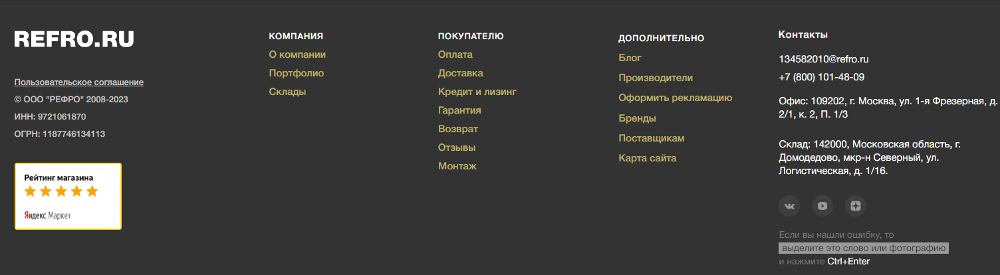 REFRO.RU
Пользовательское соглашение
© ООО "РЕФРО" 2008-2023
ИНН: 9721061870
ОГРН: 1187746134113
Рейтинг магазина
Яндекс Маркет
КОМПАНИЯ
О компании
Портфолио
Склады
ПОКУПАТЕЛЮ
Оплата
Доставка
Кредит и лизинг
Гарантия
Возврат
Отзывы
Монтаж
ДОПОЛНИТЕЛЬНО
Блог
Производители
Оформить рекламацию
Бренды
Поставщикам
Карта сайта
Контакты
134582010@refro.ru
+7 (800) 101-48-09
Офис: 109202, г. Москва, ул. 1-я Фрезерная, д.
2/1, к. 2, П. 1/3
Склад: 142000, Московская область, г.
Домодедово, мкр-н Северный, ул.
Логистическая, д. 1/16.
Если вы нашли ошибку, то
выделите это слово или фотографию
и нажмите Ctrl+Enter